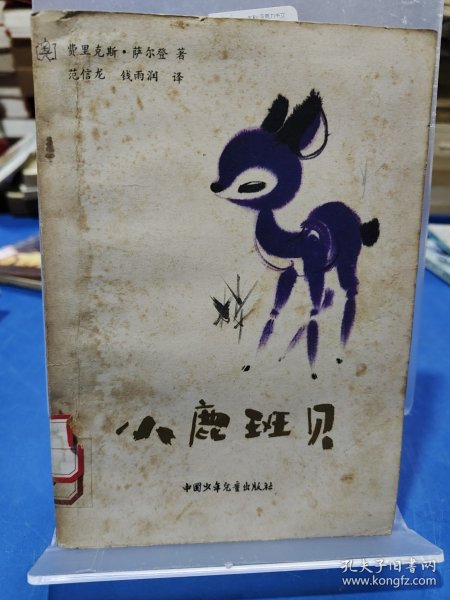 [奥] 费里克斯·萨尔登 著
范信龙 钱雨润 译
小鹿班贝
中国少年儿童出版社
孔夫子旧书网
www.kongfz.com